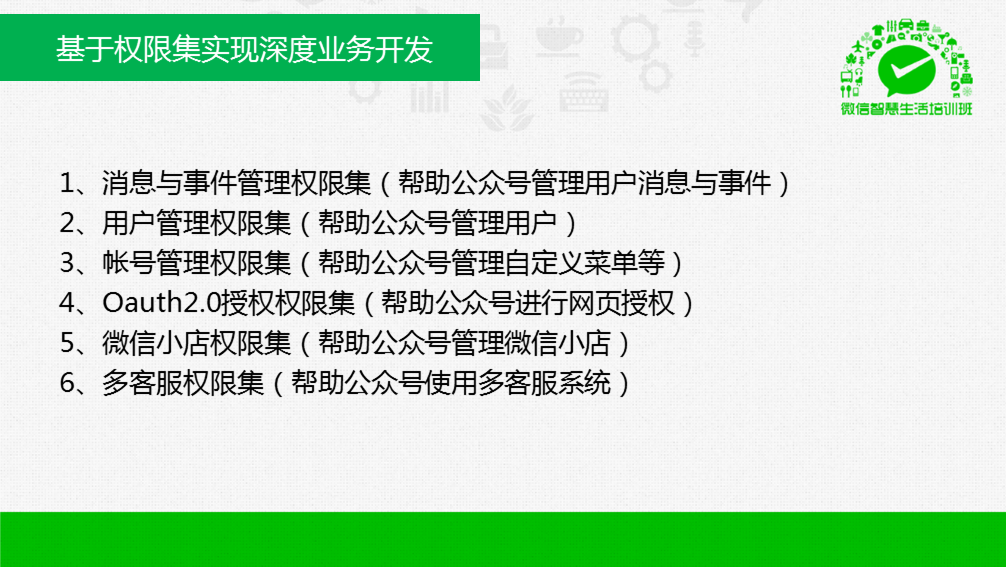 基于权限集实现深度业务开发
微信智慧生活培训班
1、消息与事件管理权限集（帮助公众号管理用户消息与事件）
2、用户管理权限集（帮助公众号管理用户）
3、帐号管理权限集（帮助公众号管理自定义菜单等）
4、Oauth2.0授权权限集（帮助公众号进行网页授权）
5、微信小店权限集（帮助公众号管理微信小店）
6、多客服权限集（帮助公众号使用多客服系统）